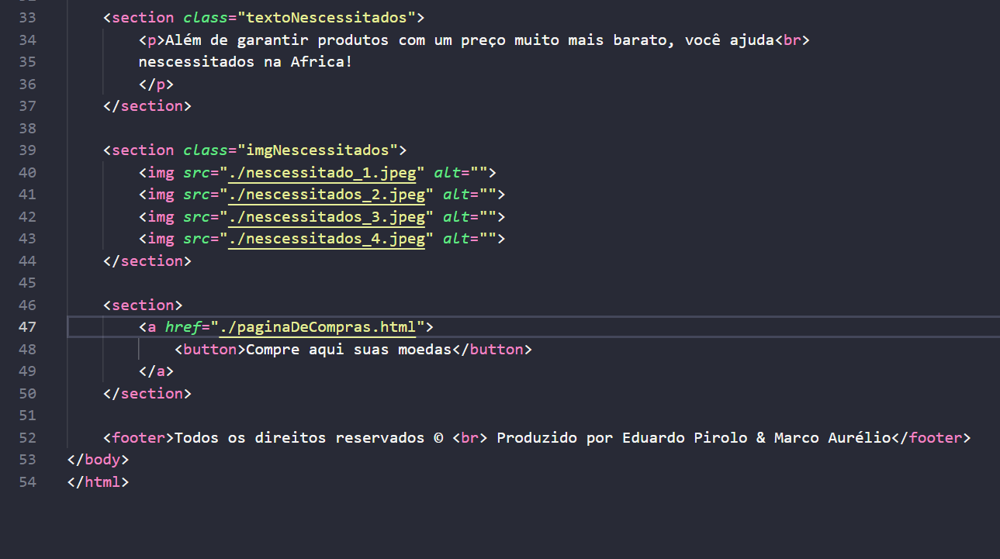 33 <section class="textoNescessitados">
34 <p>Além de garantir produtos com um preço muito mais barato, você ajuda<br>
35 nescessitados na Africa!
36 </p>
37 </section>
38
39 <section class="imgNescessitados">
40 <img src="./nescessitado_1.jpeg" alt="">
41 <img src="./nescessitados_2.jpeg" alt="">
42 <img src="./nescessitados_3.jpeg" alt="">
43 <img src="./nescessitados_4.jpeg" alt="">
44 </section>
45
46 <section>
47 <a href="./paginaDeCompras.html">
48 <button>Compre aqui suas moedas</button>
49 </a>
50 </section>
51
52 <footer>Todos os direitos reservados © <br> Produzido por Eduardo Pirolo & Marco Aurélio</footer>
53 </body>
54 </html>